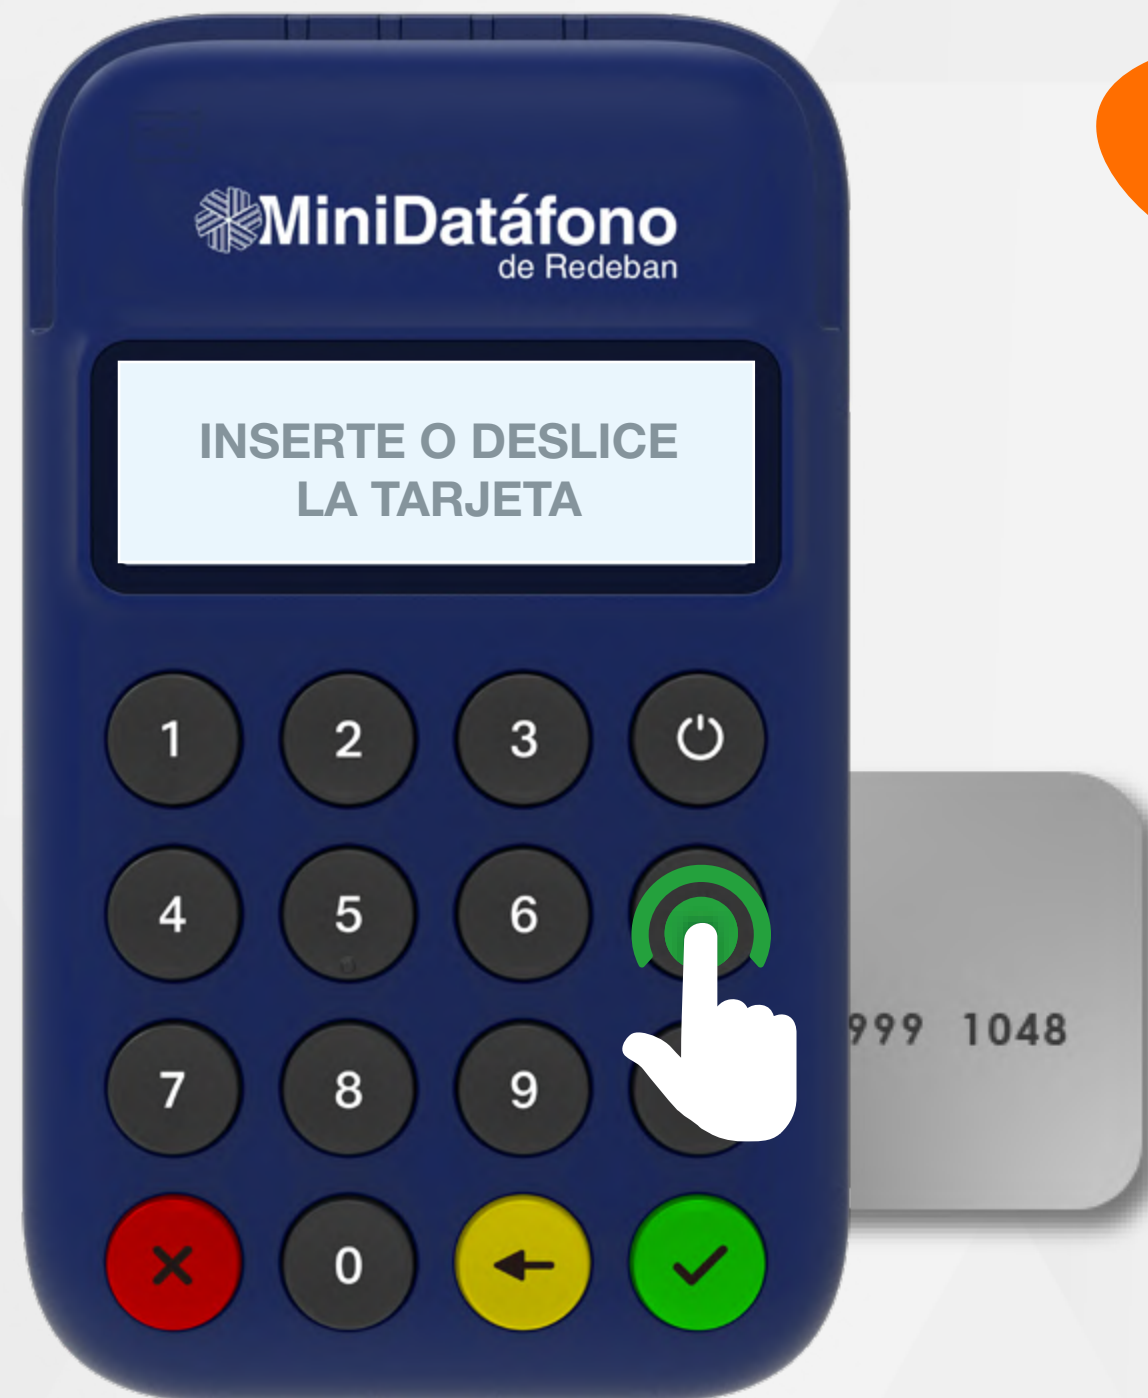 MiniDatáfono
de Redeban
INSERTE O DESLICE
LA TARJETA
1 2 3
4 5 6
7 8 9
0
999 1048